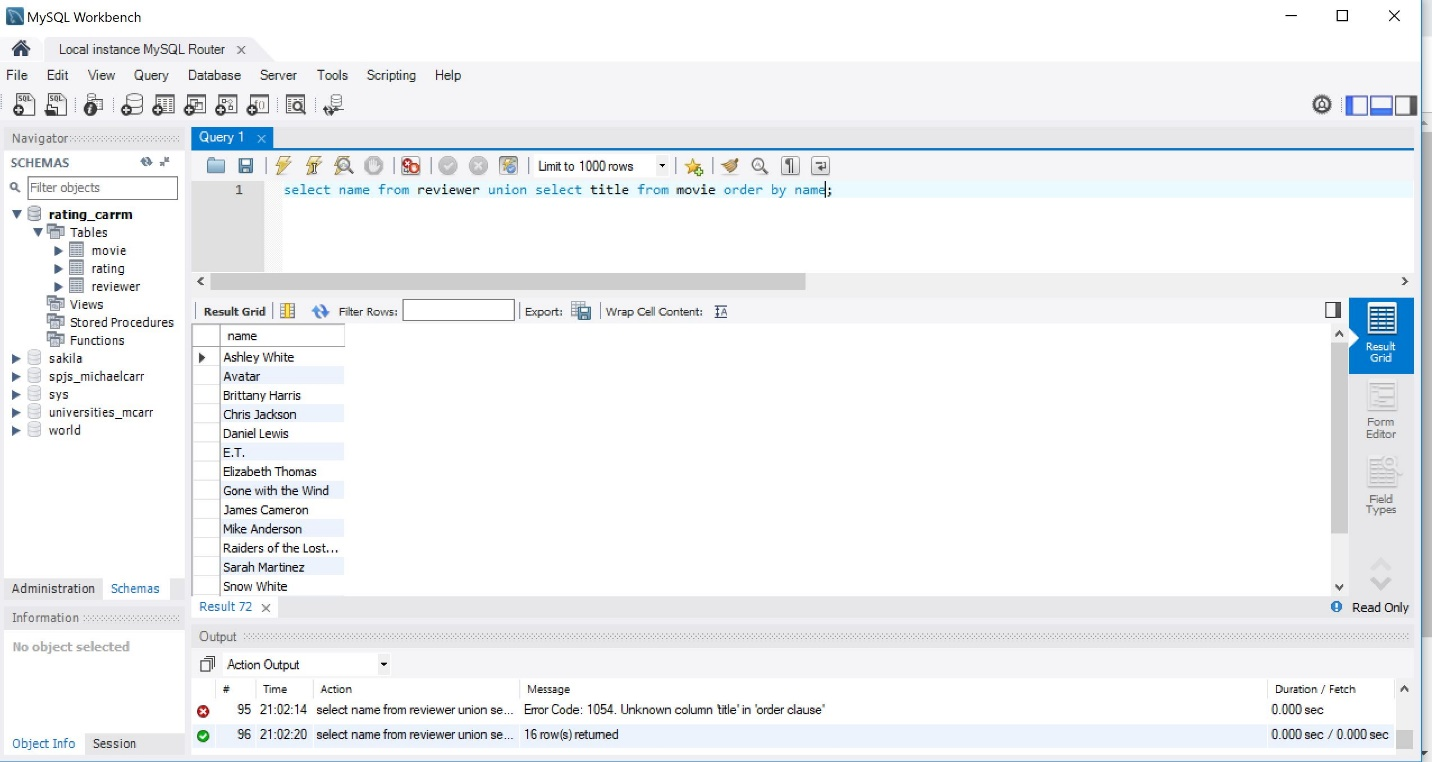 MySQL Workbench
Local instance MySQL Router
File Edit View Query Database Server Tools Scripting Help
Navigator
SCHEMAS
Filter objects
rating_carrm
Tables
movie
rating
reviewer
Views
Stored Procedures
Functions
sakila
spjs_michaelcarr
sys
universities_mcarr
world
Administration Schemas
Information
No object selected
Object Info Session
Query 1
Limit to 1000 rows
1 select name from reviewer union select title from movie order by name;
Result Grid Filter Rows: Export: Wrap Cell Content:
name
Ashley White
Avatar
Brittany Harris
Chris Jackson
Daniel Lewis
E.T.
Elizabeth Thomas
Gone with the Wind
James Cameron
Mike Anderson
Raiders of the Lost...
Sarah Martinez
Snow White
Result
Grid
Form
Editor
Field
Types
Result 72 Read Only
Output
Action Output
# Time Action Message Duration / Fetch
95 21:02:14 select name from reviewer union se... Error Code: 1054. Unknown column 'title' in 'order clause' 0.000 sec
96 21:02:20 select name from reviewer union se... 16 row(s) returned 0.000 sec / 0.000 sec